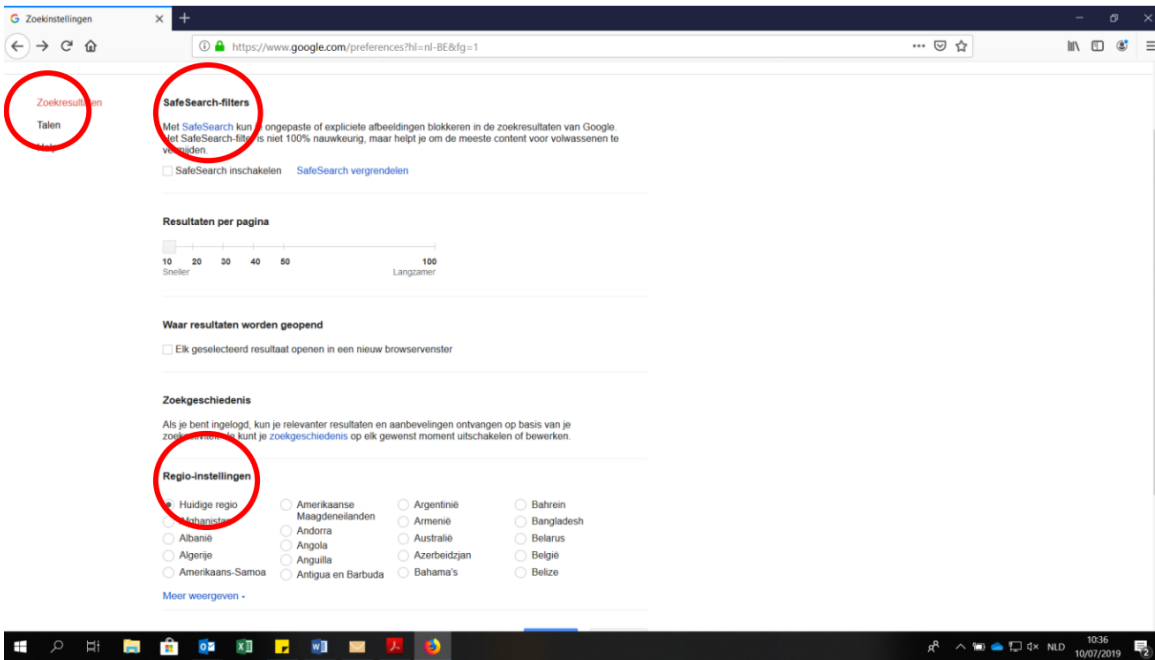 Zoekinstellingen
https://www.google.com/preferences?hl=nl-BE&fg=1
Zoekresultaten
Talen
Help
SafeSearch-filters
Met SafeSearch kun je ongepaste of expliciete afbeeldingen blokkeren in de zoekresultaten van Google.
Het SafeSearch-filter is niet 100% nauwkeurig, maar helpt je om de meeste content voor volwassenen te
vermijden.
SafeSearch inschakelen SafeSearch vergrendelen
Resultaten per pagina
10 20 30 40 50 100
Sneller Langzamer
Waar resultaten worden geopend
Elk geselecteerd resultaat openen in een nieuw browservenster
Zoekgeschiedenis
Als je bent ingelogd, kun je relevanter resultaten en aanbevelingen ontvangen op basis van je
zoekactiviteit. Je kunt je zoekgeschiedenis op elk gewenst moment uitschakelen of bewerken.
Regio-instellingen
Huidige regio
Afghanistan
Albanië
Algerije
Amerikaans-Samoa
Amerikaanse
Maagdeneilanden
Andorra
Angola
Anguilla
Antigua en Barbuda
Argentinië
Armenië
Australië
Azerbeidzjan
Bahama's
Bahrein
Bangladesh
Belarus
België
Belize
Meer weergeven
NLD
10:36
10/07/2019
2